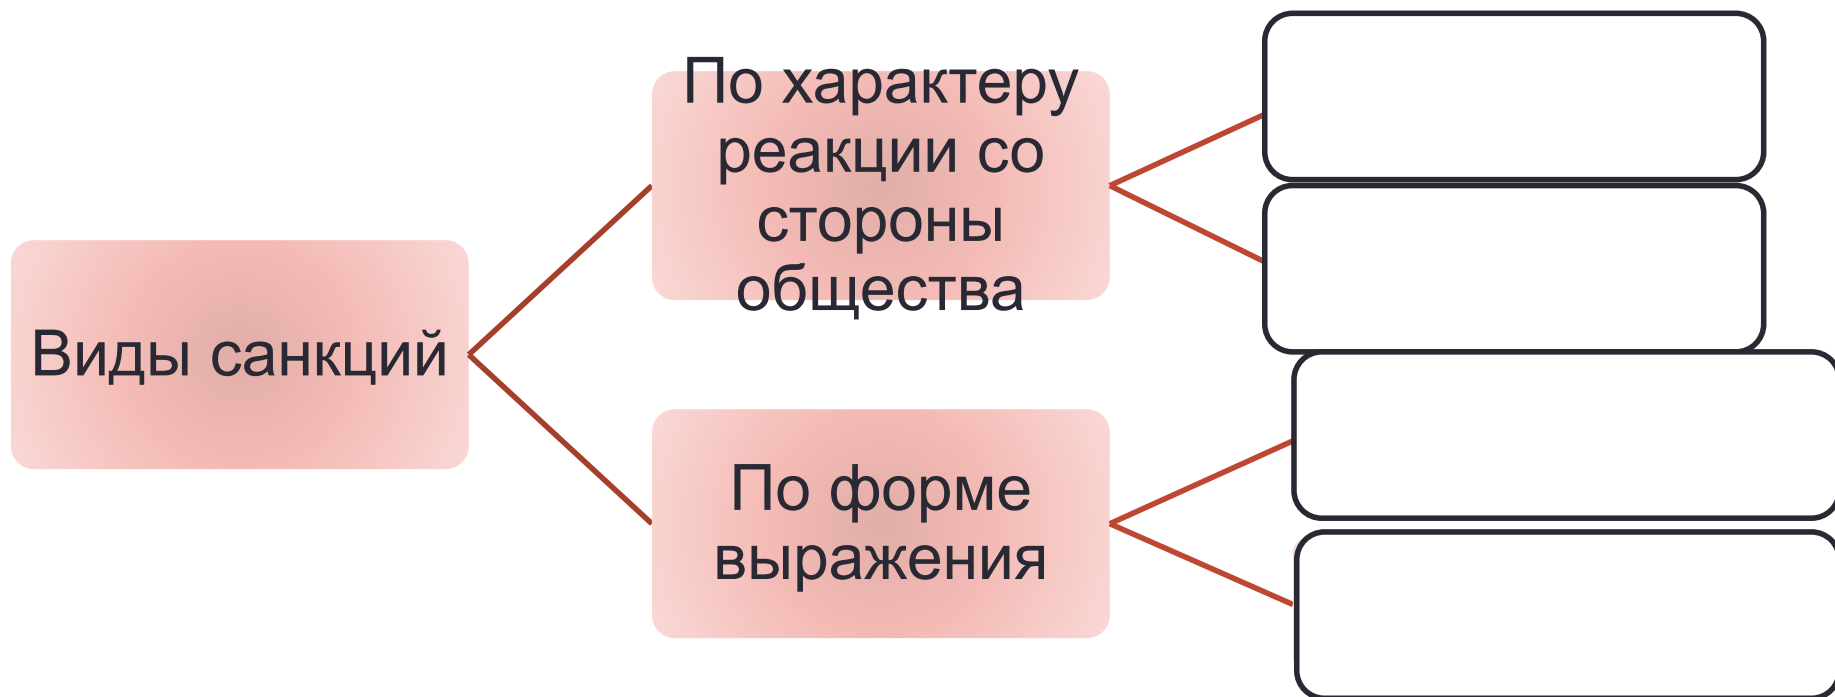 Виды санкций
По характеру
реакции со
стороны
общества
По форме
выражения